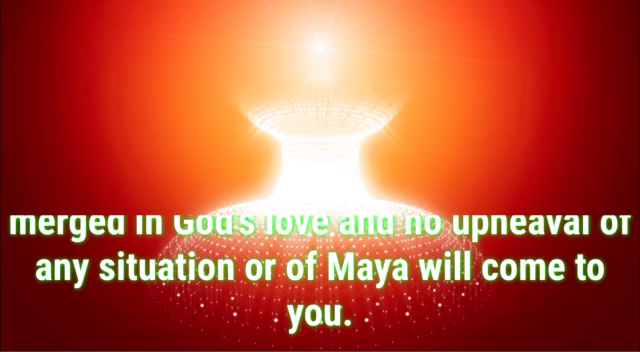 merged in God's love and no upheaval of
any situation or of Maya will come to
you.